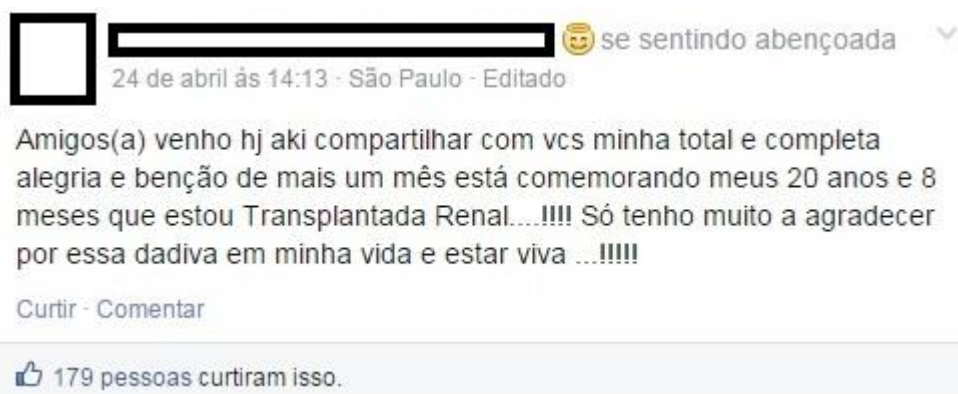 se sentindo abençoada
24 de abril às 14:13 · São Paulo · Editado
Amigos(a) venho hj aki compartilhar com vcs minha total e completa
alegria e benção de mais um mês está comemorando meus 20 anos e 8
meses que estou Transplantada Renal....!!!! Só tenho muito a agradecer
por essa dadiva em minha vida e estar viva ...!!!!!
Curtir · Comentar
179 pessoas curtiram isso.